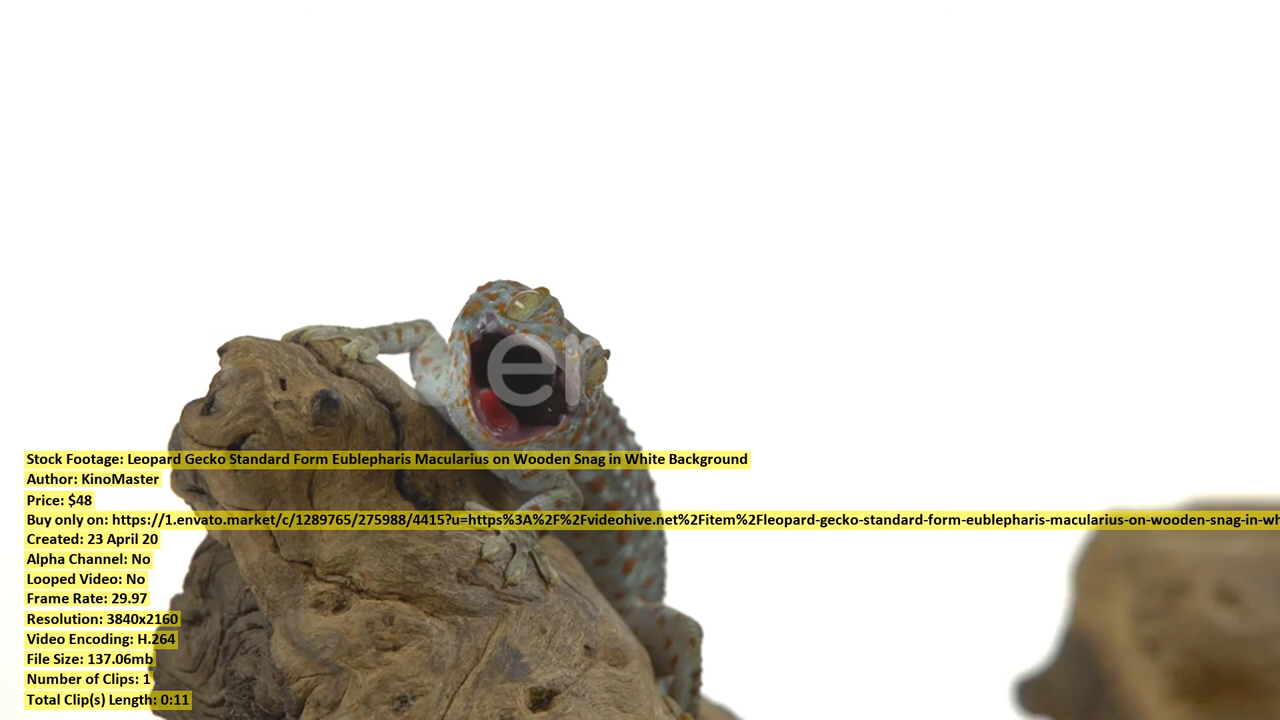 er
Stock Footage: Leopard Gecko Standard Form Eublepharis Macularius on Wooden Snag in White Background
Author: KinoMaster
Price: $48
Buy only on: https://1.envato.market/c/1289765/275988/4415?u=https%3A%2F%2Fvideohive.net%2Fitem%2Fleopard-gecko-standard-form-eublepharis-macularius-on-wooden-snag-in-wh
Created: 23 April 20
Alpha Channel: No
Looped Video: No
Frame Rate: 29.97
Resolution: 3840x2160
Video Encoding: H.264
File Size: 137.06mb
Number of Clips: 1
Total Clip(s) Length: 0:11